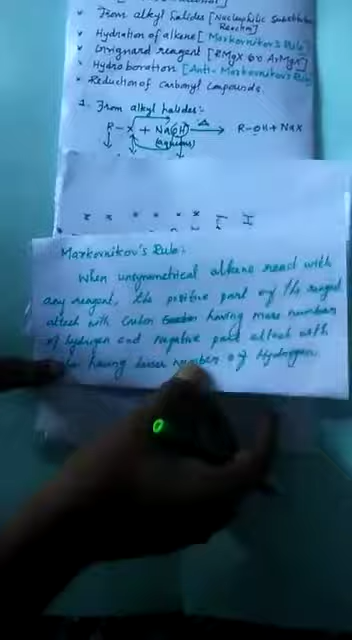 From alkyl halides [Nucleophilic Substitution Reaction]
Hydration of alkene [Markovnikov's Rule]
Grignard reagent [RMgX or ArMgX]
Hydroboration [Anti-Markovnikov's Rule]
Reduction of Carbonyl Compounds.
1. From alkyl halides:-
R-X + NaOH → R-OH + NaX
(aqueous)
Markovnikov's Rule:
When unsymmetrical alkene react with
any reagent, the positive part of the reagent
attach with Carbon having more number
of hydrogen and negative part attach with
having lesser number of Hydrogen